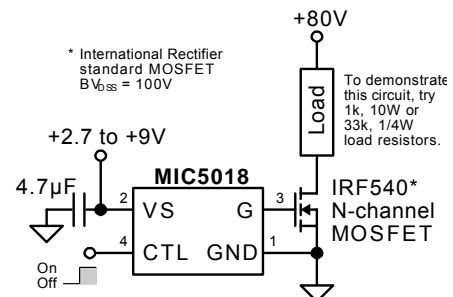 +80V
* International Rectifier
standard MOSFET
BVDSS = 100V
To demonstrate
this circuit, try
1k, 10W or
33k, 1/4W
load resistors.
Load
+2.7 to +9V
4.7µF
MIC5018
2
VS
G
3
IRF540*
N-channel
MOSFET
4
CTL
GND
1
On
Off